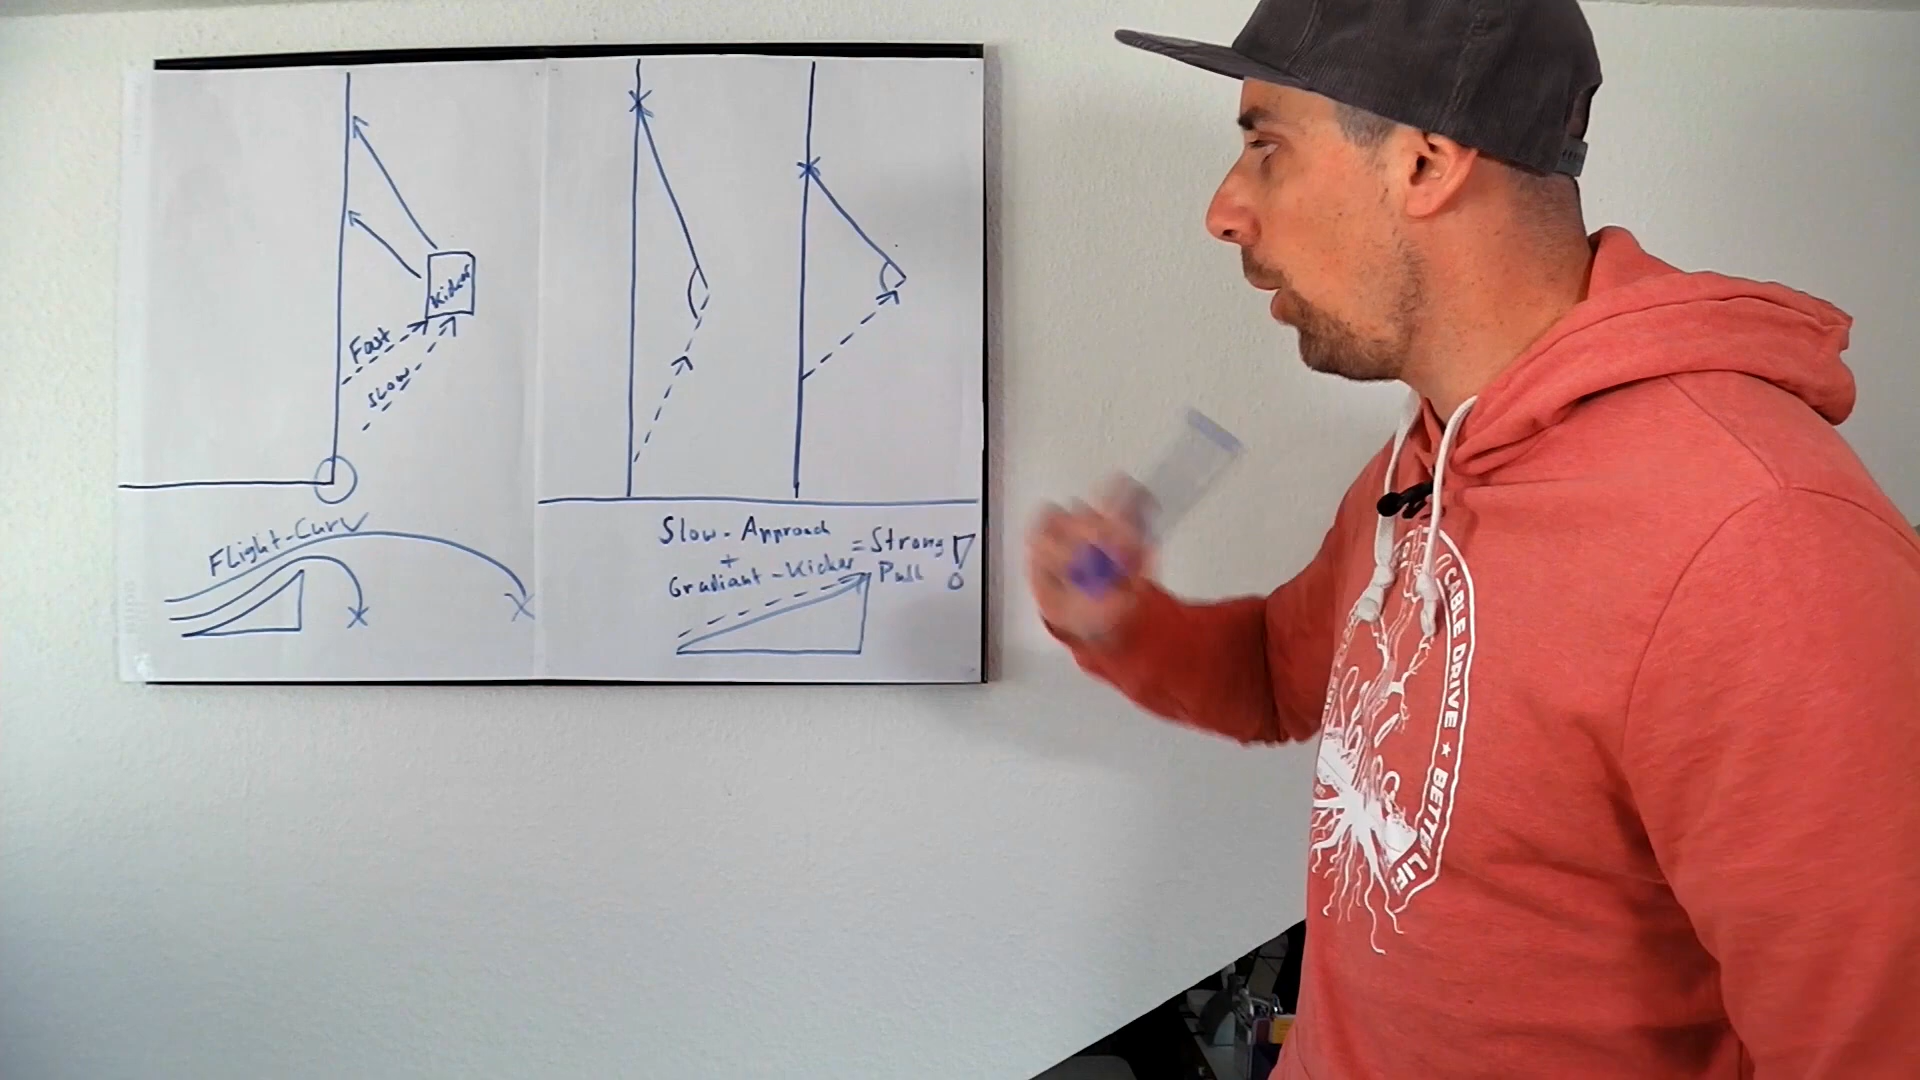 Kicker
Fast
Slow
Flight-Curv
Slow-Approach
+
Gradiant-Kicker
= Strong
Pull
!
CABLE DRIVE ★ BETTER LIFE